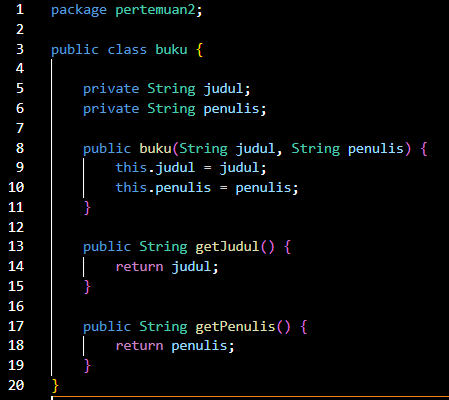 1 package pertemuan2;
2
3 public class buku {
4
5     private String judul;
6     private String penulis;
7
8     public buku(String judul, String penulis) {
9         this.judul = judul;
10         this.penulis = penulis;
11     }
12
13     public String getJudul() {
14         return judul;
15     }
16
17     public String getPenulis() {
18         return penulis;
19     }
20 }